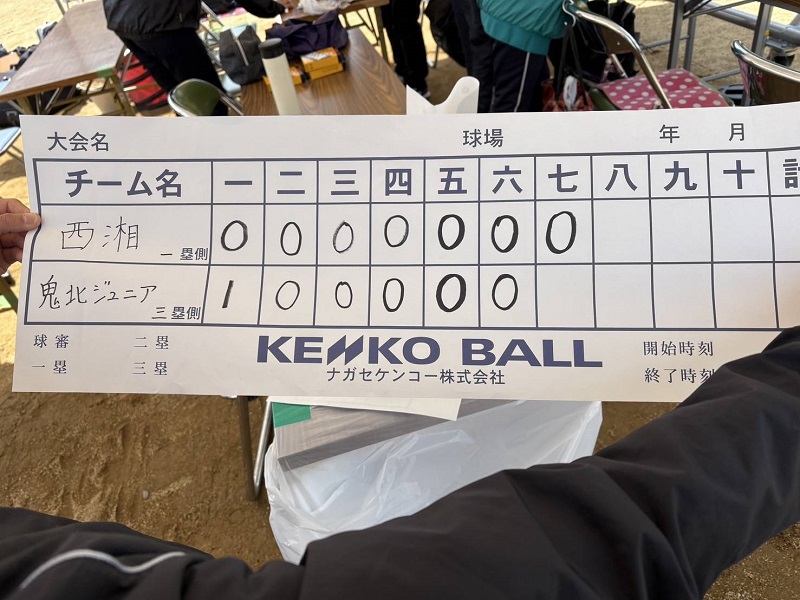 大会名 球場 年 月
チーム名 一 二 三 四 五 六 七 八 九 十 計
西湘 一塁側 0 0 0 0 0 0 0
鬼北ジュニア 三塁側 1 0 0 0 0 0
球審 二塁 KENKO BALL 開始時刻
一塁 三塁 ナガセケンコー株式会社 終了時刻